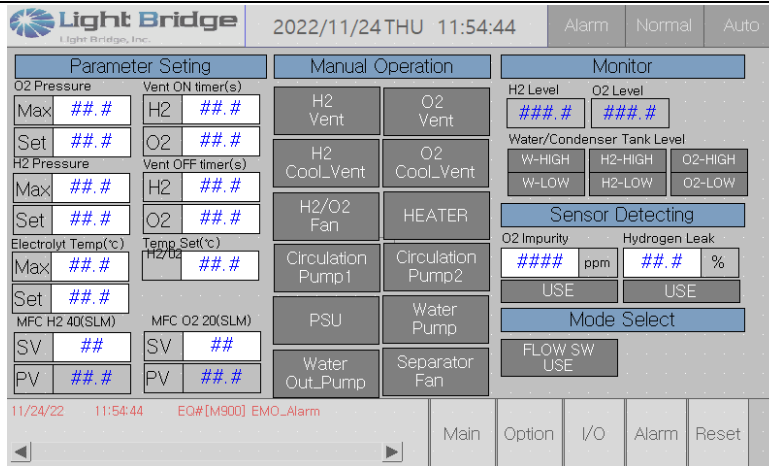 Light Bridge
Light Bridge, Inc.
2022/11/24 THU 11:54:44
Alarm Normal Auto
Parameter Seting
O2 Pressure
Max ##.#
Set ##.#
H2 Pressure
Max ##.#
Set ##.#
Electrolyt Temp(℃)
Max ##.#
Set ##.#
MFC H2 40(SLM)
SV ##
PV ##.#
Vent ON timer(s)
H2 ##.#
O2 ##.#
Vent OFF timer(s)
H2 ##.#
O2 ##.#
Temp Set(℃)
H2/O2 ##.#
MFC O2 20(SLM)
SV ##
PV ##.#
Manual Operation
H2
Vent
O2
Vent
H2
Cool_Vent
O2
Cool_Vent
H2/O2
Fan
HEATER
Circulation
Pump1
Circulation
Pump2
PSU
Water
Pump
Water
Out_Pump
Separator
Fan
Monitor
H2 Level O2 Level
###.# ###.#
Water/Condenser Tank Level
W-HIGH H2-HIGH O2-HIGH
W-LOW H2-LOW O2-LOW
Sensor Detecting
O2 Impurity Hydrogen Leak
#### ppm ##.# %
USE USE
Mode Select
FLOW SW
USE
11/24/22 11:54:44 EQ#[M900] EMO_Alarm
Main Option I/O Alarm Reset